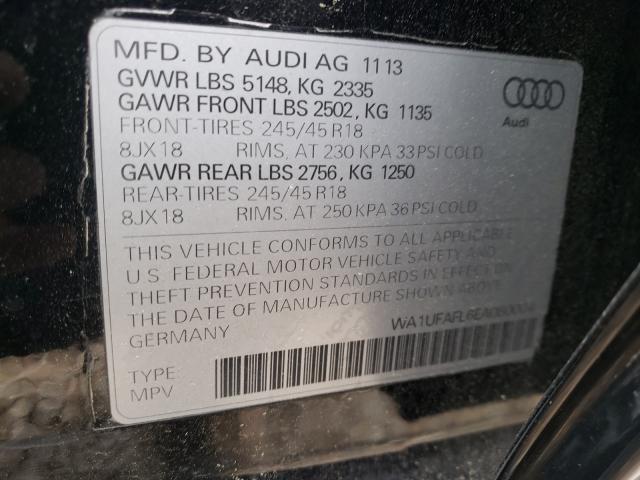 MFD. BY AUDI AG 11 13
GVWR LBS 5148, KG 2335
GAWR FRONT LBS 2502, KG 1135
FRONT-TIRES 245/45 R18
8JX18 RIMS, AT 230 KPA 33 PSI COLD
GAWR REAR LBS 2756, KG 1250
REAR-TIRES 245/45 R18
8JX18 RIMS, AT 250 KPA 36 PSI COLD
Audi
THIS VEHICLE CONFORMS TO ALL APPLICABLE
U.S. FEDERAL MOTOR VEHICLE SAFETY AND
THEFT PREVENTION STANDARDS IN EFFECT ON
THE DATE OF MANUFACTURE SHOWN ABOVE
GERMANY
TYPE:
MPV